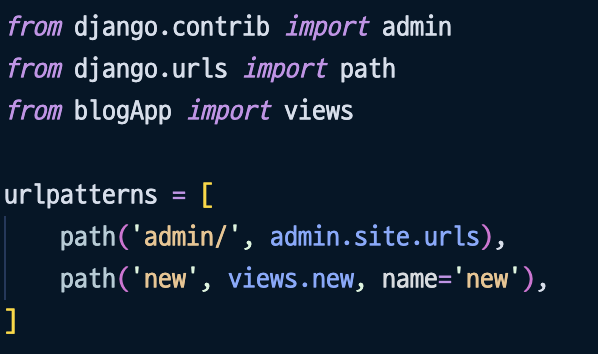 from django.contrib import admin
from django.urls import path
from blogApp import views

urlpatterns = [
    path('admin/', admin.site.urls),
    path('new', views.new, name='new'),
]